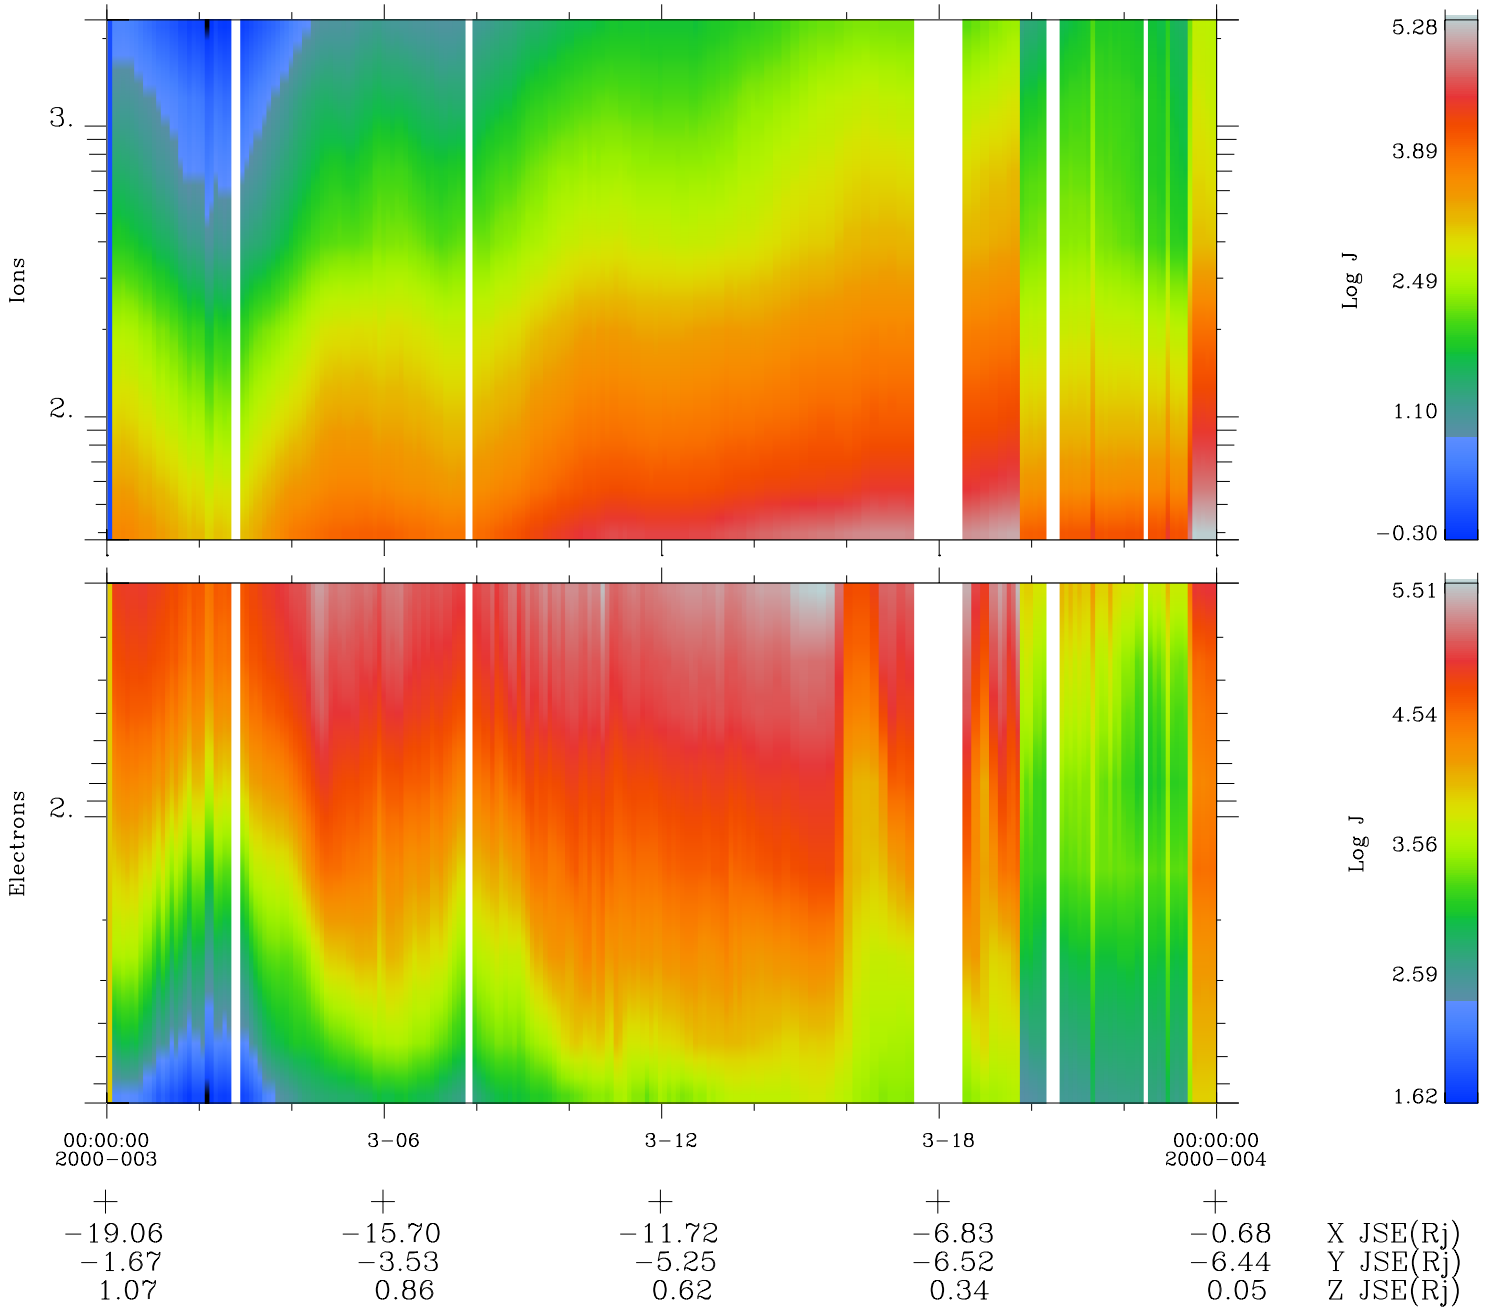 3.
2.
Ions
5.28
3.89
2.49
1.10
−0.30
Log J
2.
Electrons
5.51
4.54
3.56
2.59
1.62
Log J
00:00:00 3−06 3−12 3−18 00:00:00
2000−003 2000−004
−19.06 −15.70 −11.72 −6.83 −0.68 X JSE(Rj)
−1.67 −3.53 −5.25 −6.52 −6.44 Y JSE(Rj)
1.07 0.86 0.62 0.34 0.05 Z JSE(Rj)